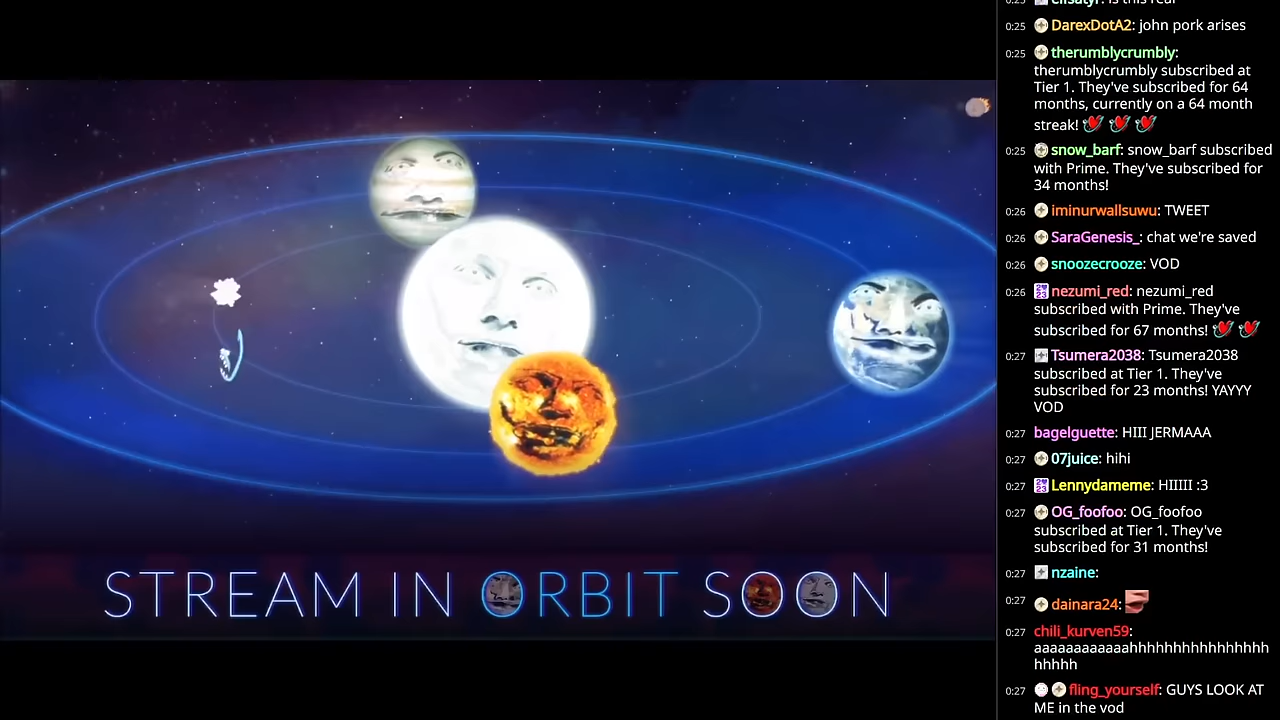 0:25 elisatyr: is this real
0:25 DarexDotA2: john pork arises
0:25 therumblycrumbly:
therumblycrumbly subscribed at
Tier 1. They've subscribed for 64
months, currently on a 64 month
streak!
0:25 snow_barf: snow_barf subscribed
with Prime. They've subscribed for
34 months!
0:26 iminurwallsuwu: TWEET
0:26 SaraGenesis_: chat we're saved
0:26 snoozecrooze: VOD
0:26 nezumi_red: nezumi_red
subscribed with Prime. They've
subscribed for 67 months!
0:27 Tsumera2038: Tsumera2038
subscribed at Tier 1. They've
subscribed for 23 months! YAYYY
VOD
0:27 bagelguette: HIII JERMAAA
0:27 07juice: hihi
0:27 Lennydameme: HIIIII :3
0:27 OG_foofoo: OG_foofoo
subscribed at Tier 1. They've
subscribed for 31 months!
0:27 nzaine:
0:27 dainara24:
0:27 chili_kurven59:
aaaaaaaaaaaahhhhhhhhhhhhhhhhh
hhhhh
0:27 fling_yourself: GUYS LOOK AT
ME in the vod
STREAM IN ORBIT SOON